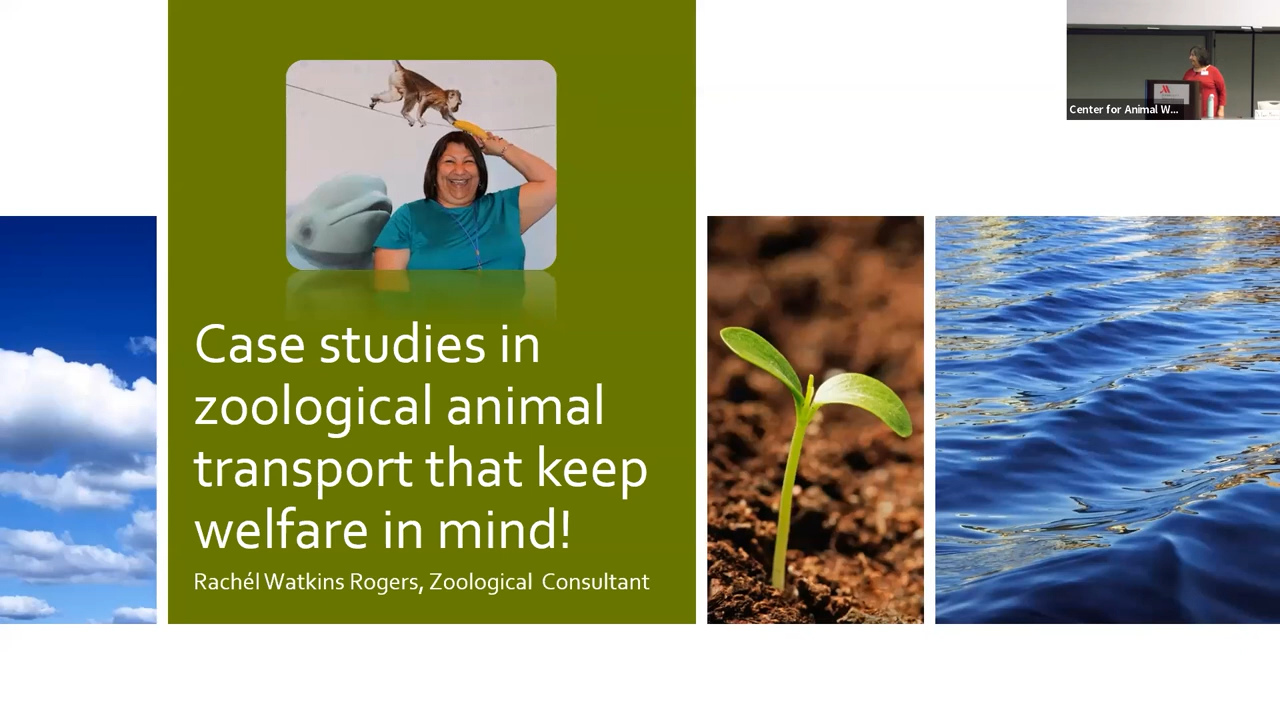 Case studies in
zoological animal
transport that keep
welfare in mind!
Rachél Watkins Rogers, Zoological Consultant
Center for Animal W...